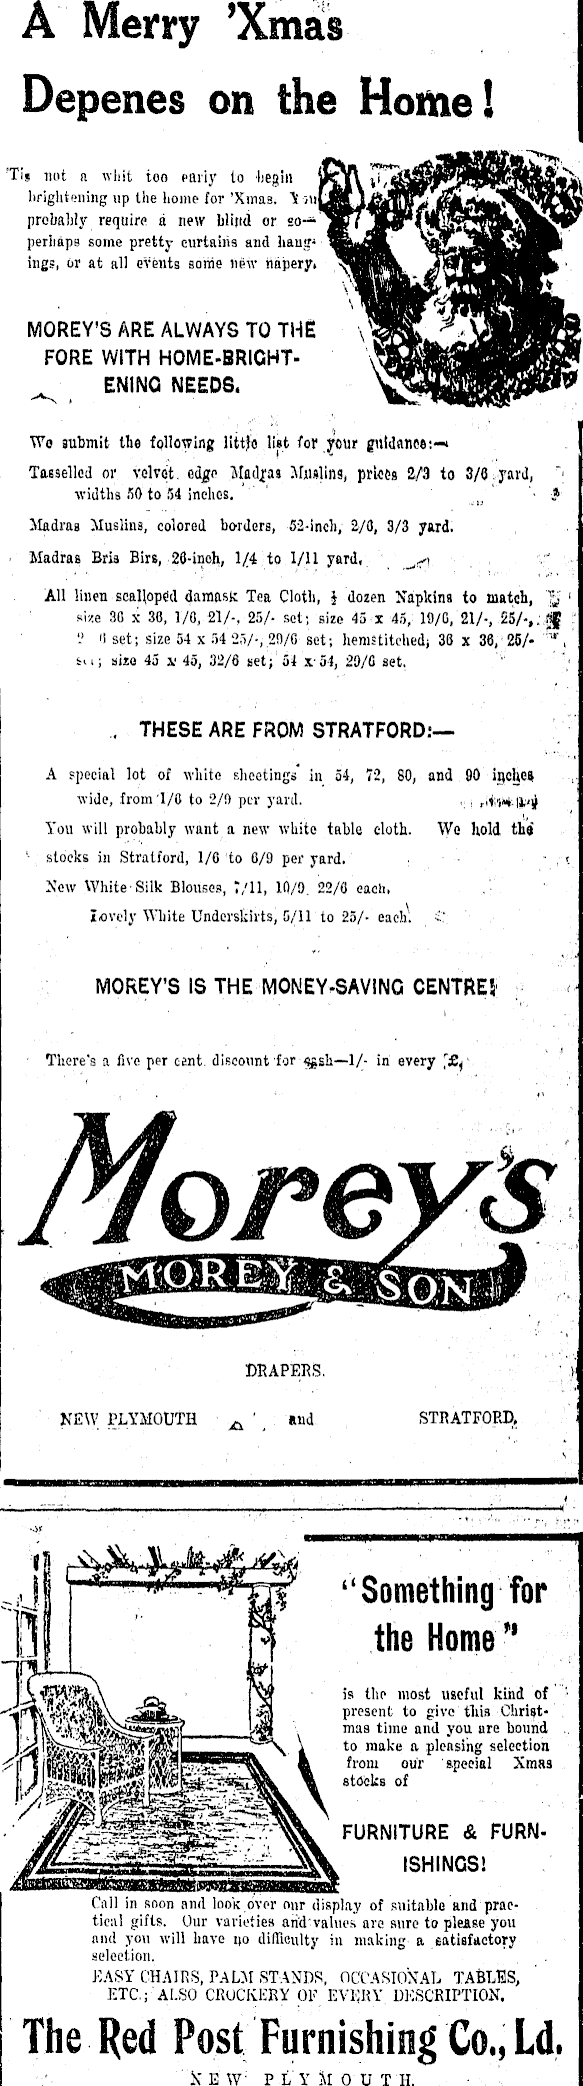 A Merry 'Xmas
Depenes on the Home!
'Tis not a whit too early to begin
brightening up the home for 'Xmas. You
probably require a new blind or so—
perhaps some pretty curtains and hang-
ings, or at all events some new napery.
MOREY'S ARE ALWAYS TO THE
FORE WITH HOME-BRIGHT-
ENING NEEDS.
We submit the following little list for your guidance:—
Tasselled or velvet edge Madras Muslins, prices 2/3 to 3/6 yard,
widths 50 to 54 inches.
Madras Muslins, colored borders, 52-inch, 2/6, 3/3 yard.
Madras Bris Birs, 26-inch, 1/4 to 1/11 yard.
All linen scalloped damask Tea Cloth, ½ dozen Napkins to match,
size 36 x 36, 1/6, 21/-, 25/- set; size 45 x 45, 19/6, 21/-, 25/-,
6 set; size 54 x 54 25/-, 29/6 set; hemstitched; 36 x 36, 25/-
set; size 45 x 45, 32/6 set; 54 x 54, 29/6 set.
THESE ARE FROM STRATFORD:—
A special lot of white sheetings in 54, 72, 80, and 90 inches
wide, from 1/6 to 2/9 per yard.
You will probably want a new white table cloth. We hold the
stocks in Stratford, 1/6 to 6/9 per yard.
New White Silk Blouses, 7/11, 10/9, 22/6 each.
Lovely White Underskirts, 5/11 to 25/- each.
MOREY'S IS THE MONEY-SAVING CENTRE!
There's a five per cent. discount for cash—1/- in every £.
Morey's
MOREY & SON
DRAPERS.
NEW PLYMOUTH and STRATFORD.
"Something for
the Home"
is the most useful kind of
present to give this Christ-
mas time and you are bound
to make a pleasing selection
from our special Xmas
stocks of
FURNITURE & FURN-
ISHINGS!
Call in soon and look over our display of suitable and prac-
tical gifts. Our varieties and values are sure to please you
and you will have no difficulty in making a satisfactory
selection.
EASY CHAIRS, PALM STANDS, OCCASIONAL TABLES,
ETC.; ALSO CROCKERY OF EVERY DESCRIPTION.
The Red Post Furnishing Co., Ld.
NEW PLYMOUTH.